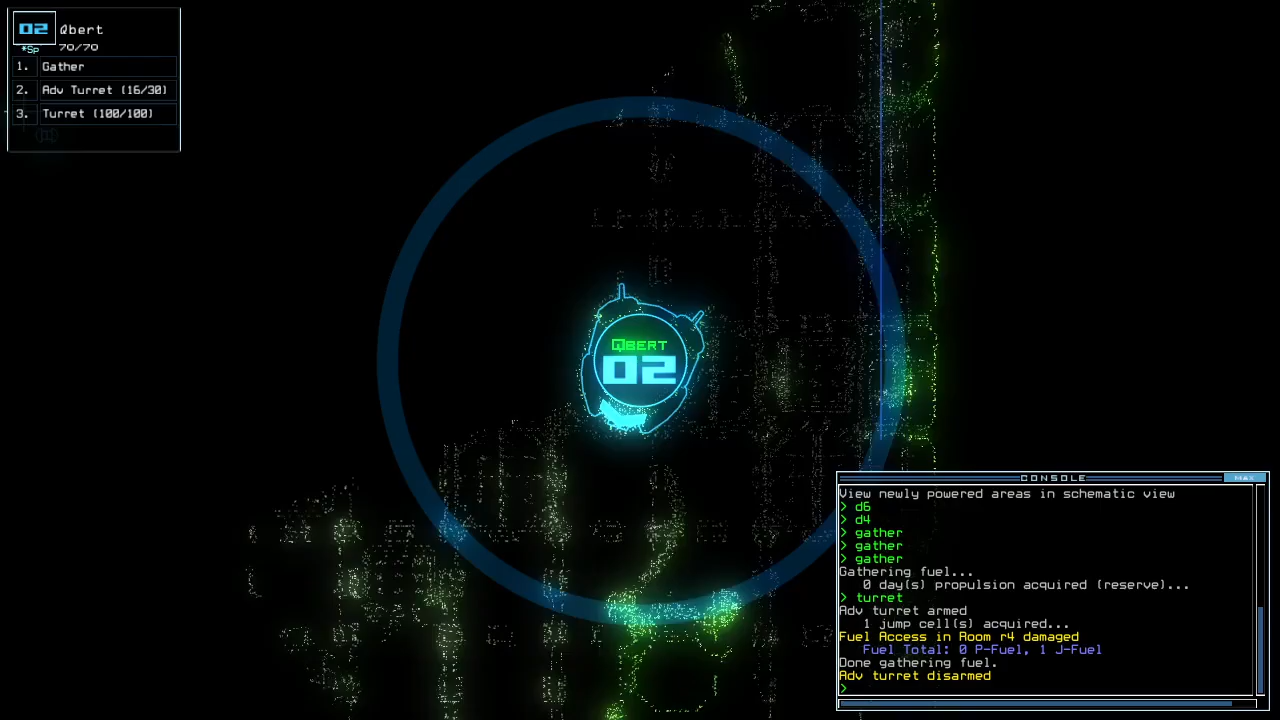 02 Qbert
*Sp 70/70
1. Gather
2. Adv Turret (16/30)
3. Turret (100/100)
QBERT
02
CONSOLE MAX
View newly powered areas in schematic view
> d6
> d4
> gather
> gather
> gather
Gathering fuel...
0 day(s) propulsion acquired (reserve)...
> turret
Adv turret armed
1 jump cell(s) acquired...
Fuel Access in Room r4 damaged
Fuel Total: 0 P-Fuel, 1 J-Fuel
Done gathering fuel.
Adv turret disarmed
>